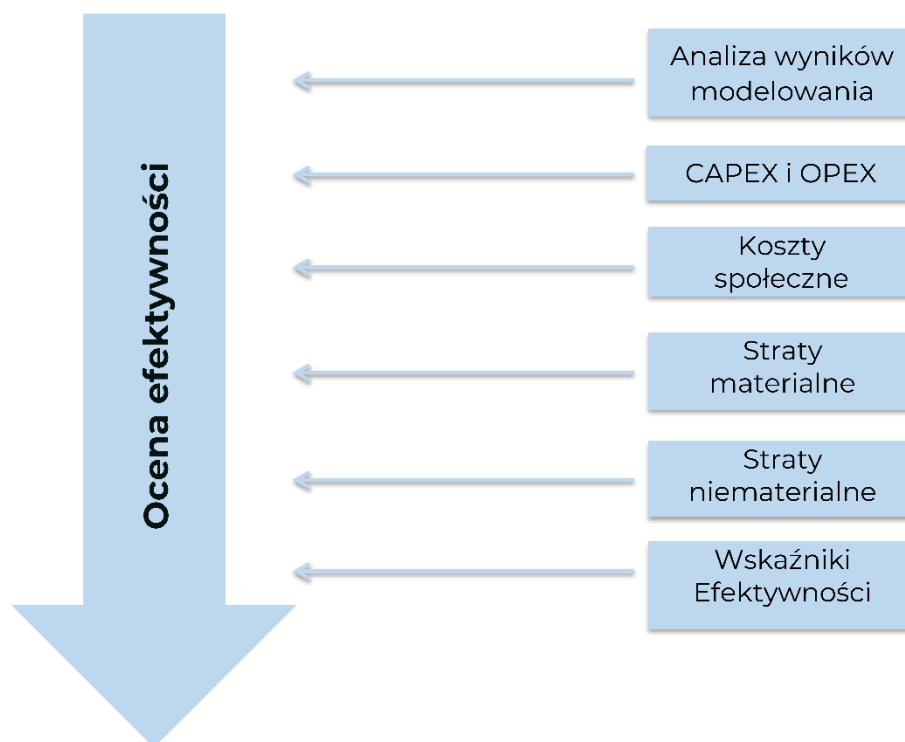 Ocena efektywności
Analiza wyników
modelowania
CAPEX i OPEX
Koszty
społeczne
Straty
materialne
Straty
niematerialne
Wskaźniki
Efektywności